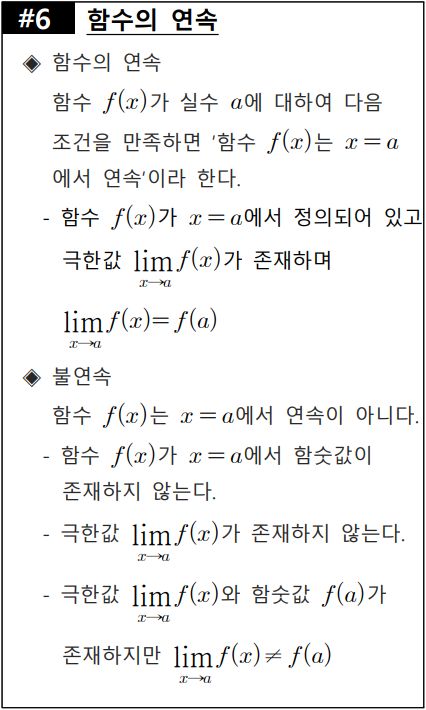 #6 함수의 연속
◈ 함수의 연속
함수 f(x)가 실수 a에 대하여 다음
조건을 만족하면 '함수 f(x)는 x=a
에서 연속'이라 한다.
- 함수 f(x)가 x=a에서 정의되어 있고
극한값 lim_{x→a} f(x)가 존재하며
lim_{x→a} f(x)=f(a)
◈ 불연속
함수 f(x)는 x=a에서 연속이 아니다.
- 함수 f(x)가 x=a에서 함숫값이
존재하지 않는다.
- 극한값 lim_{x→a} f(x)가 존재하지 않는다.
- 극한값 lim_{x→a} f(x)와 함숫값 f(a)가
존재하지만 lim_{x→a} f(x)≠f(a)